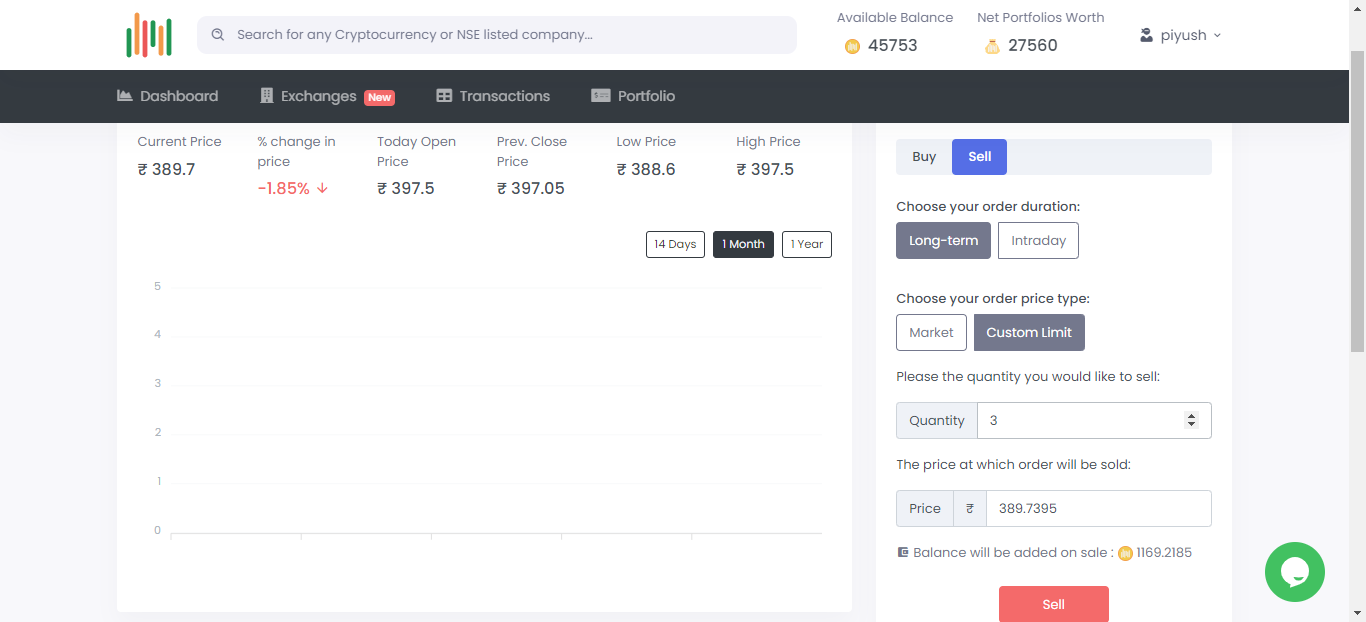 Search for any Cryptocurrency or NSE listed company...
Available Balance
45753
Net Portfolios Worth
27560
piyush
Dashboard
Exchanges New
Transactions
Portfolio
Current Price
₹ 389.7
% change in
price
-1.85%
Today Open
Price
₹ 397.5
Prev. Close
Price
₹ 397.05
Low Price
₹ 388.6
High Price
₹ 397.5
14 Days
1 Month
1 Year
5
4
3
2
1
0
Buy
Sell
Choose your order duration:
Long-term
Intraday
Choose your order price type:
Market
Custom Limit
Please the quantity you would like to sell:
Quantity
3
The price at which order will be sold:
Price
₹
389.7395
Balance will be added on sale : 1169.2185
Sell